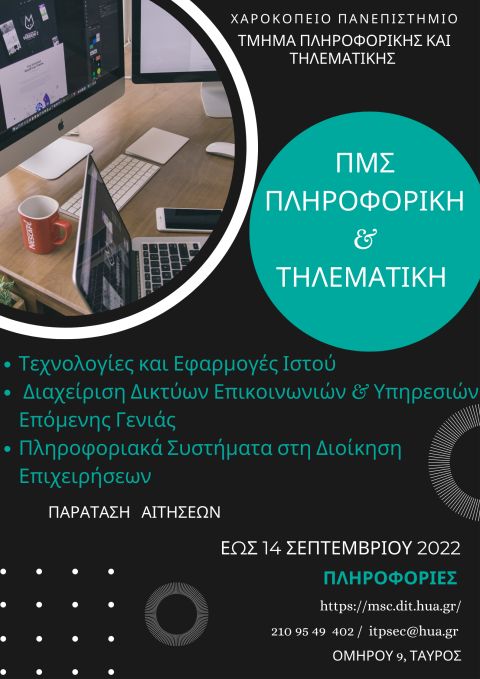 ΧΑΡΟΚΟΠΕΙΟ ΠΑΝΕΠΙΣΤΗΜΙΟ
ΤΜΗΜΑ ΠΛΗΡΟΦΟΡΙΚΗΣ ΚΑΙ
ΤΗΛΕΜΑΤΙΚΗΣ
ΠΜΣ
ΠΛΗΡΟΦΟΡΙΚΗ
&
ΤΗΛΕΜΑΤΙΚΗ
NESCAFÉ
• Τεχνολογίες και Εφαρμογές Ιστού
• Διαχείριση Δικτύων Επικοινωνιών & Υπηρεσιών
Επόμενης Γενιάς
• Πληροφοριακά Συστήματα στη Διοίκηση
Επιχειρήσεων
ΠΑΡΑΤΑΣΗ ΑΙΤΗΣΕΩΝ
ΕΩΣ 14 ΣΕΠΤΕΜΒΡΙΟΥ 2022
ΠΛΗΡΟΦΟΡΙΕΣ
https://msc.dit.hua.gr/
210 95 49 402 / itpsec@hua.gr
ΟΜΗΡΟΥ 9, ΤΑΥΡΟΣ